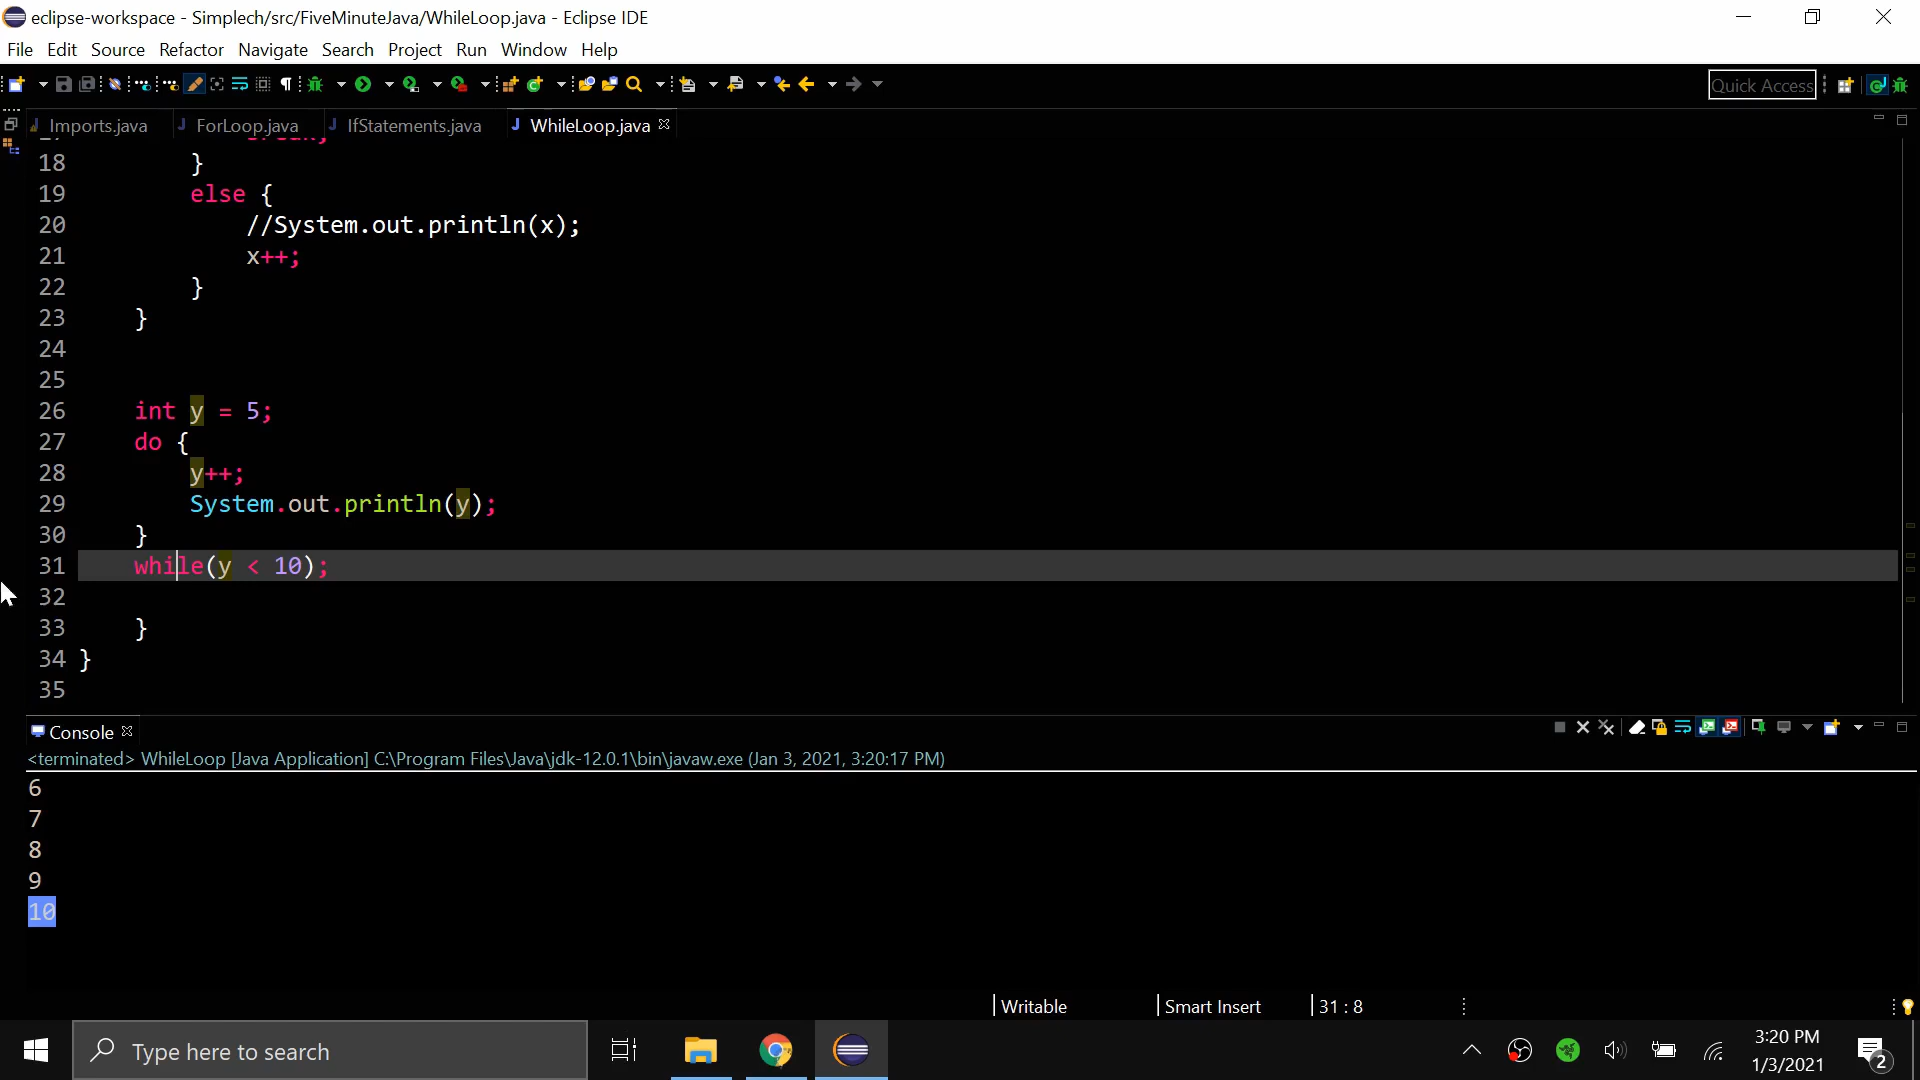 eclipse-workspace - Simplech/src/FiveMinuteJava/WhileLoop.java - Eclipse IDE
File Edit Source Refactor Navigate Search Project Run Window Help
Quick Access
Imports.java ForLoop.java IfStatements.java WhileLoop.java
18 }
19 else {
20 //System.out.println(x);
21 x++;
22 }
23 }
24
25
26 int y = 5;
27 do {
28 y++;
29 System.out.println(y);
30 }
31 while(y < 10);
32
33 }
34 }
35
Console
<terminated> WhileLoop [Java Application] C:\Program Files\Java\jdk-12.0.1\bin\javaw.exe (Jan 3, 2021, 3:20:17 PM)
6
7
8
9
10
Writable Smart Insert 31 : 8
Type here to search
3:20 PM
1/3/2021
2